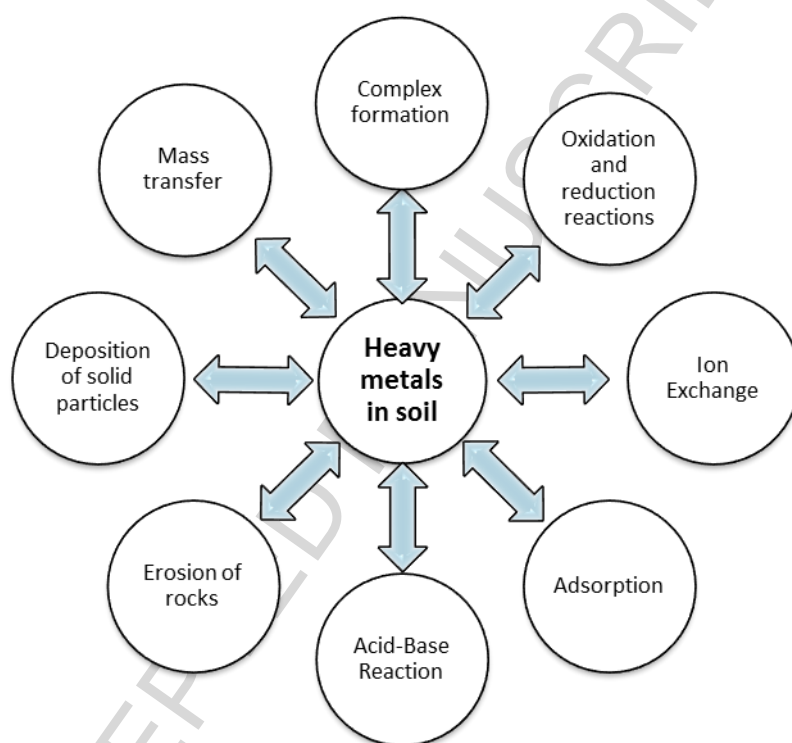 Complex
formation
Oxidation
and
reduction
reactions
Mass
transfer
Heavy
metals
in soil
Deposition
of solid
particles
Ion
Exchange
Erosion of
rocks
Adsorption
Acid-Base
Reaction